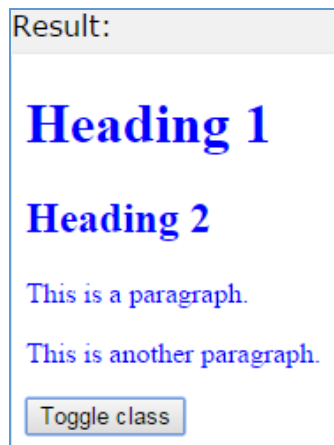 Result:
Heading 1
Heading 2
This is a paragraph.
This is another paragraph.
Toggle class